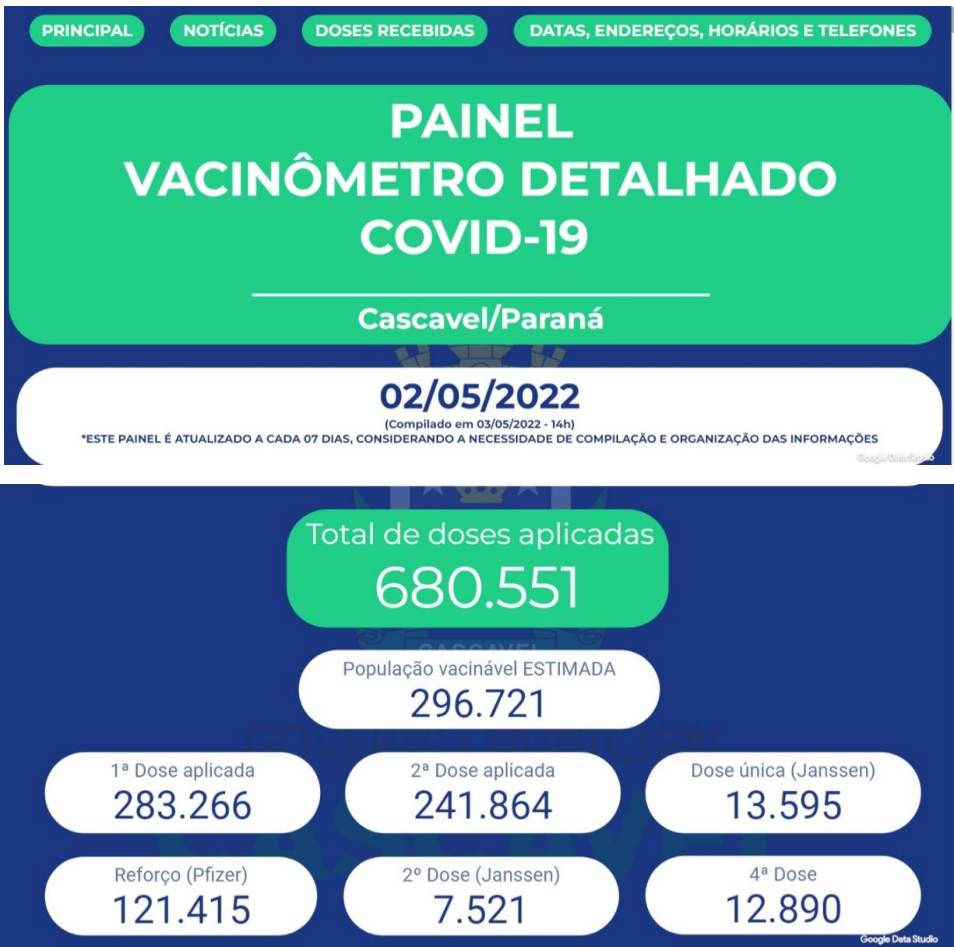 PRINCIPAL
NOTÍCIAS
DOSES RECEBIDAS
DATAS, ENDEREÇOS, HORÁRIOS E TELEFONES
PAINEL
VACINÔMETRO DETALHADO
COVID-19
Cascavel/Paraná
02/05/2022
(Compilado em 03/05/2022 - 14h)
*ESTE PAINEL É ATUALIZADO A CADA 07 DIAS, CONSIDERANDO A NECESSIDADE DE COMPILAÇÃO E ORGANIZAÇÃO DAS INFORMAÇÕES
Google Data Studio
Total de doses aplicadas
680.551
CASCAVEL
População vacinável ESTIMADA
296.721
GOVERNO MUNICIPAL
1ª Dose aplicada
283.266
2ª Dose aplicada
241.864
Dose única (Janssen)
13.595
CASCAVEL
Reforço (Pfizer)
121.415
2º Dose (Janssen)
7.521
4ª Dose
12.890
Google Data Studio